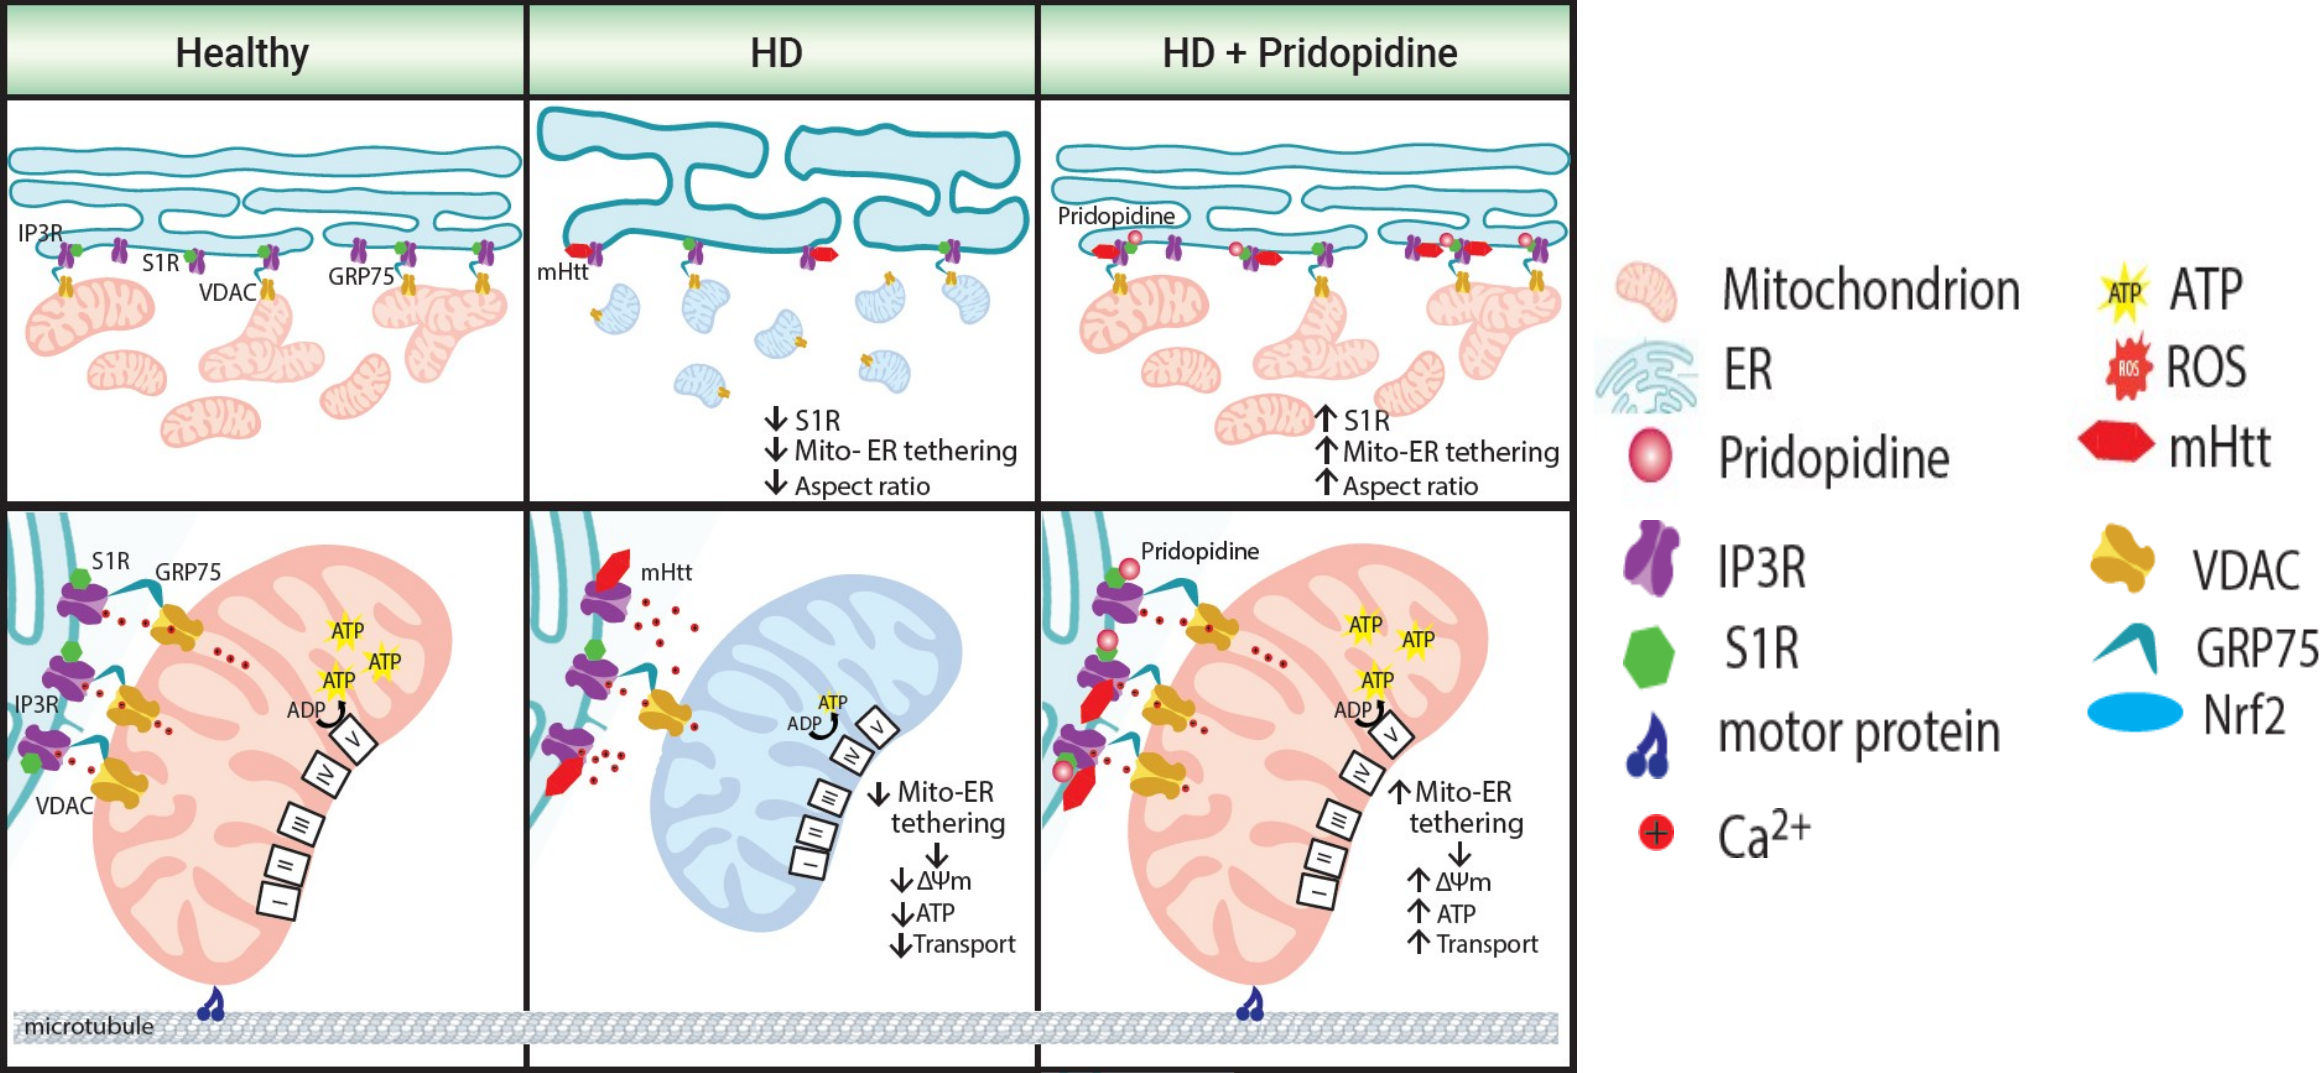 Healthy
HD
HD + Pridopidine
IP3R
S1R
VDAC
GRP75
mHtt
↓ S1R
↓ Mito- ER tethering
↓ Aspect ratio
Pridopidine
↑ S1R
↑ Mito-ER tethering
↑ Aspect ratio
S1R
GRP75
IP3R
VDAC
ATP
ATP
ATP
ADP
V
IV
III
II
I
microtubule
mHtt
ATP
ADP
V
IV
III
II
I
↓ Mito-ER
tethering
↓
↓ ΔΨm
↓ ATP
↓ Transport
Pridopidine
ATP
ATP
ATP
ADP
V
IV
III
II
I
↑ Mito-ER
tethering
↓
↑ ΔΨm
↑ ATP
↑ Transport
Mitochondrion
ER
Pridopidine
IP3R
S1R
motor protein
+ Ca²⁺
ATP ATP
ROS ROS
mHtt
VDAC
GRP75
Nrf2